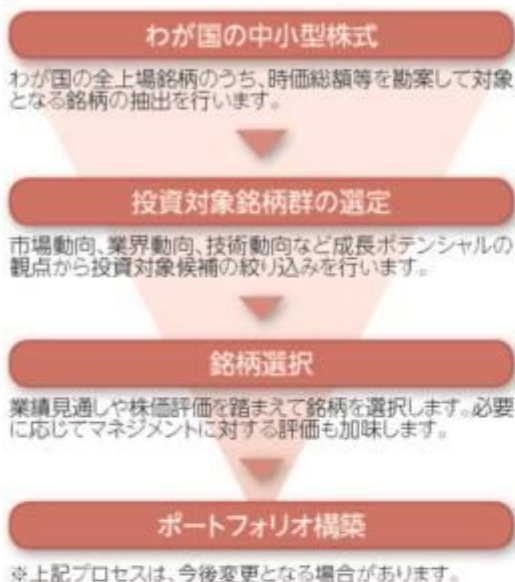 わが国の中小型株式
わが国の全上場銘柄のうち、時価総額等を勘案して対象
となる銘柄の抽出を行います。
投資対象銘柄群の選定
市場動向、業界動向、技術動向など成長ポテンシャルの
観点から投資対象候補の絞り込みを行います。
銘柄選択
業績見通しや株価評価を踏まえて銘柄を選択します。必要
に応じてマネジメントに対する評価も加味します。
ポートフォリオ構築
※上記プロセスは、今後変更となる場合があります。